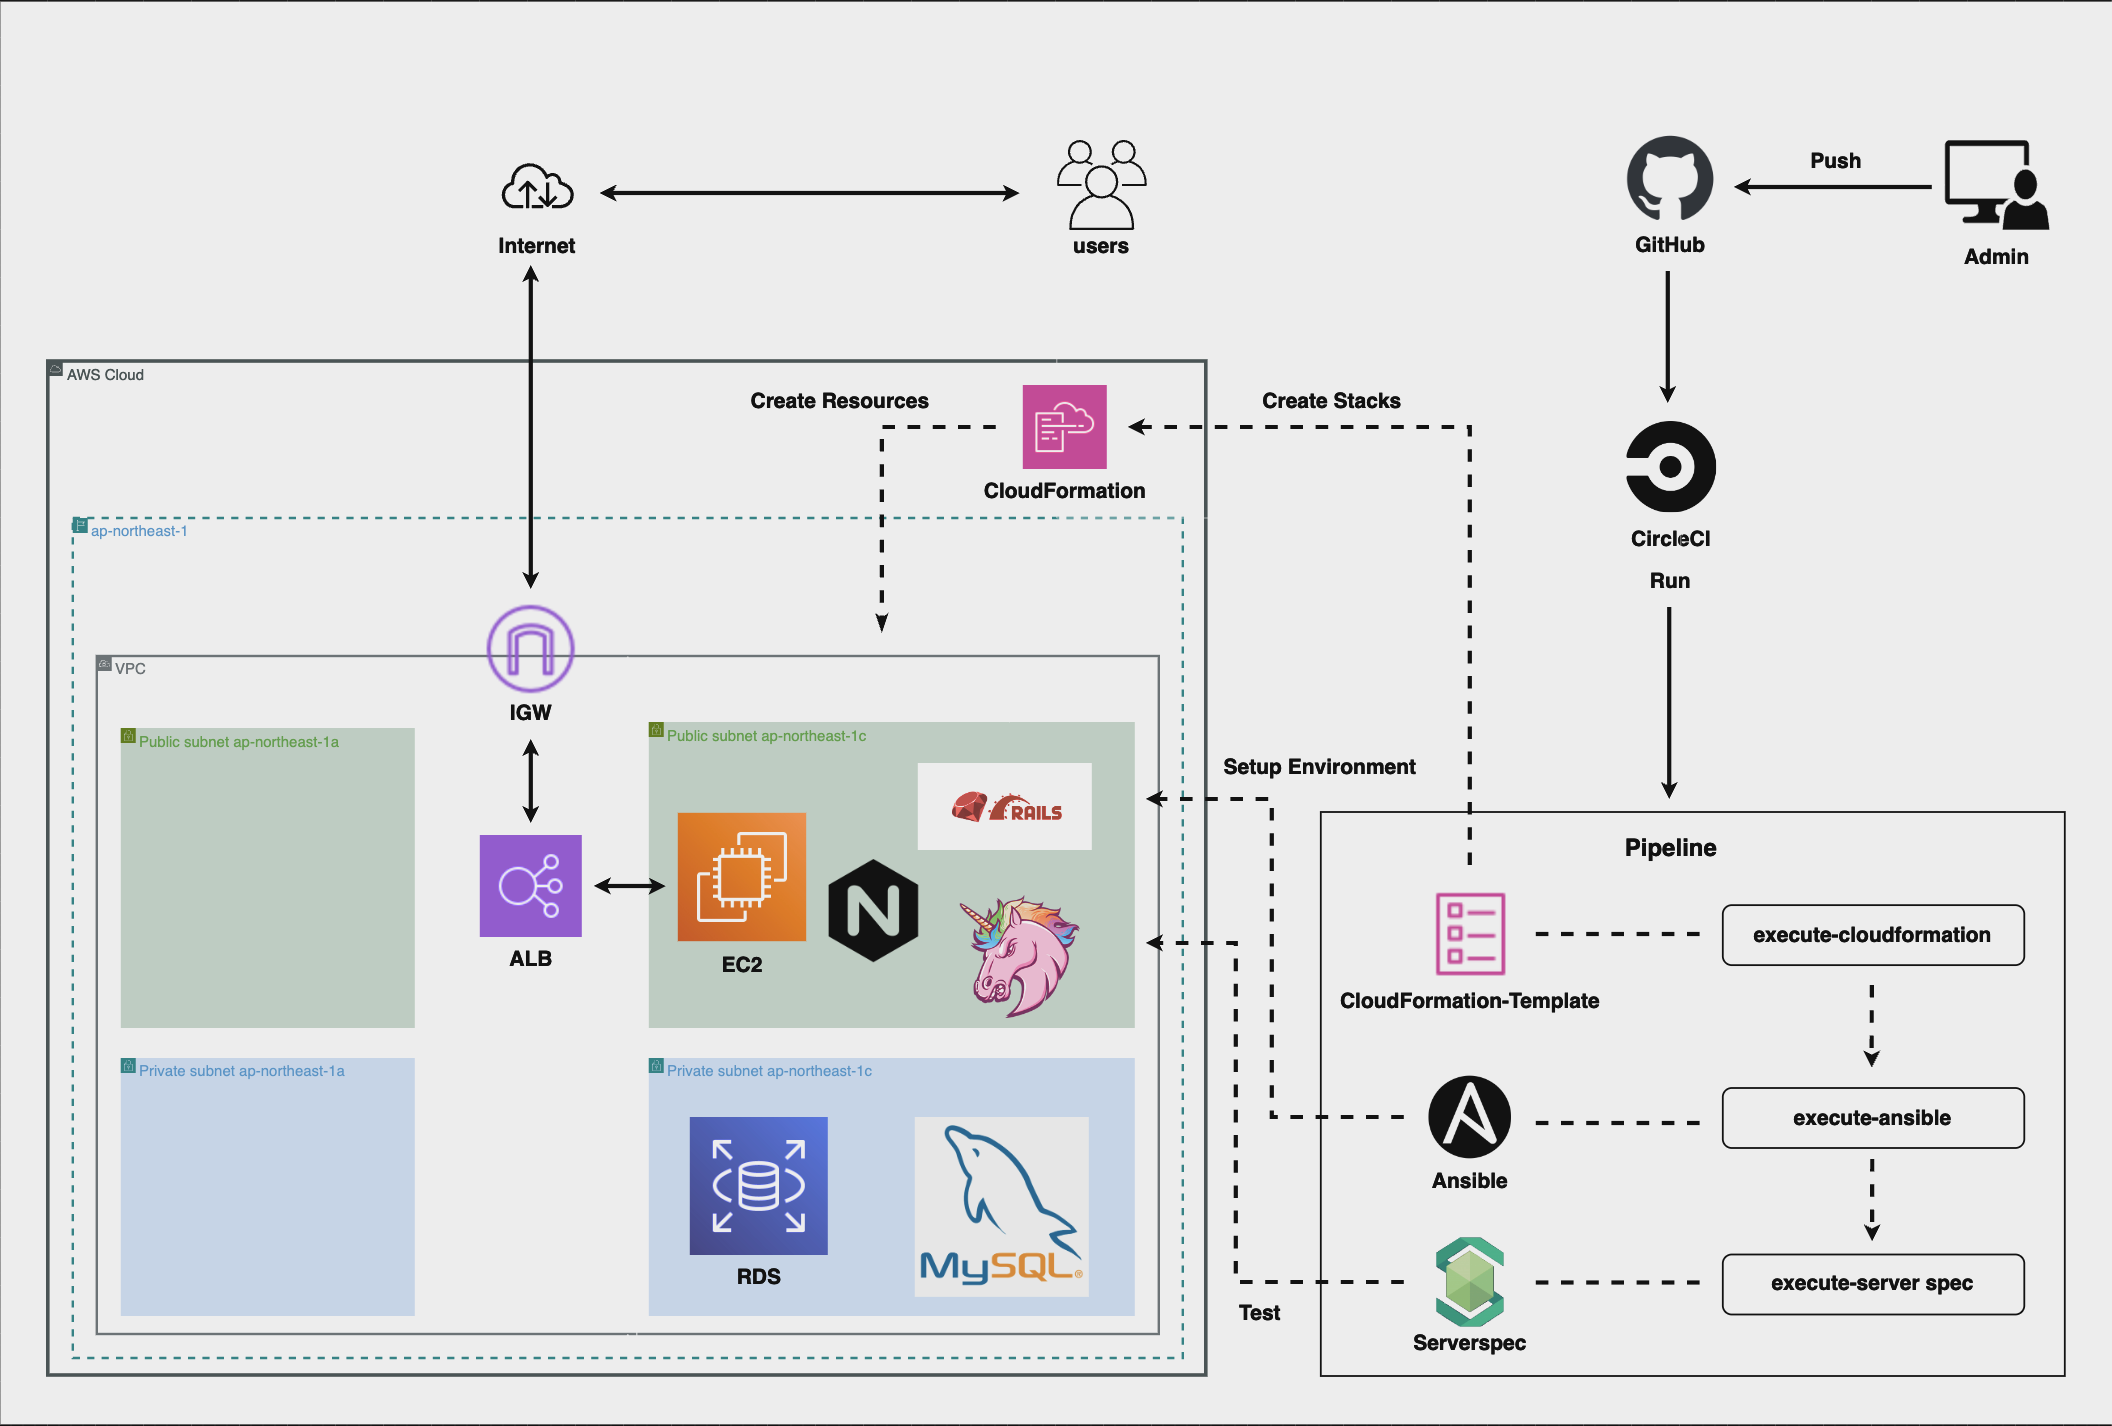 Push
Internet
users
GitHub
Admin
AWS Cloud
Create Resources
Create Stacks
CloudFormation
ap-northeast-1
CircleCI
Run
VPC
IGW
Public subnet ap-northeast-1a
Public subnet ap-northeast-1c
Setup Environment
RAILS
Pipeline
N
ALB
EC2
execute-cloudformation
CloudFormation-Template
Private subnet ap-northeast-1a
Private subnet ap-northeast-1c
execute-ansible
Ansible
MySQL®
RDS
execute-server spec
Test
Serverspec